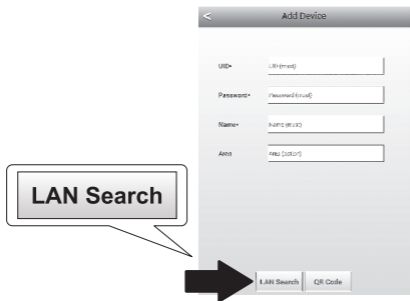 <
Add Device
UID*
UID(must)
Password*
Password(must)
Name*
Name(must)
Area
Area (option)
LAN Search
LAN Search QR Code